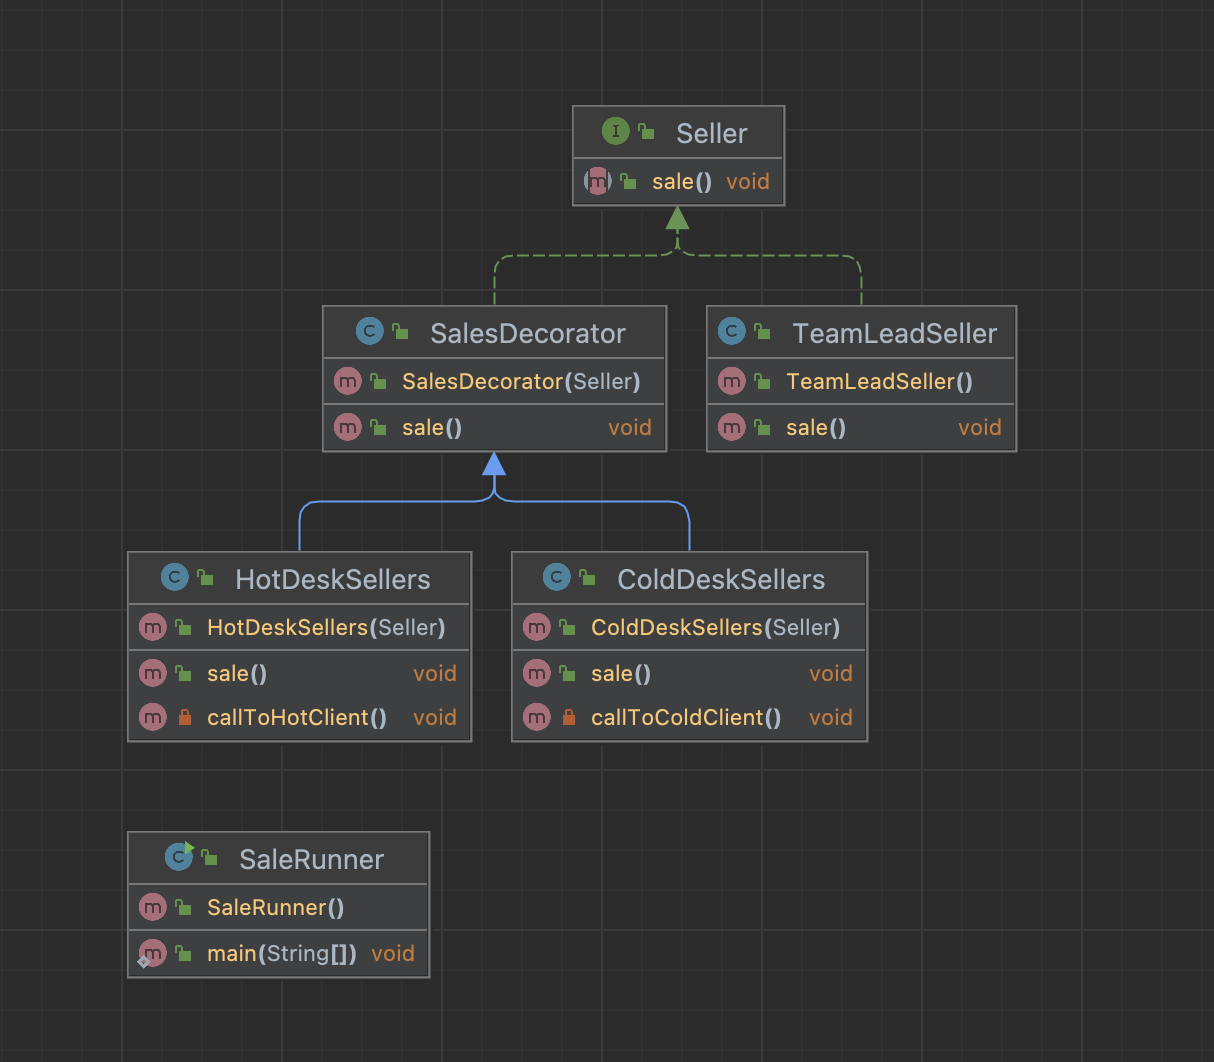 Seller
sale() void
SalesDecorator
SalesDecorator(Seller)
sale() void
TeamLeadSeller
TeamLeadSeller()
sale() void
HotDeskSellers
HotDeskSellers(Seller)
sale() void
callToHotClient() void
ColdDeskSellers
ColdDeskSellers(Seller)
sale() void
callToColdClient() void
SaleRunner
SaleRunner()
main(String[]) void